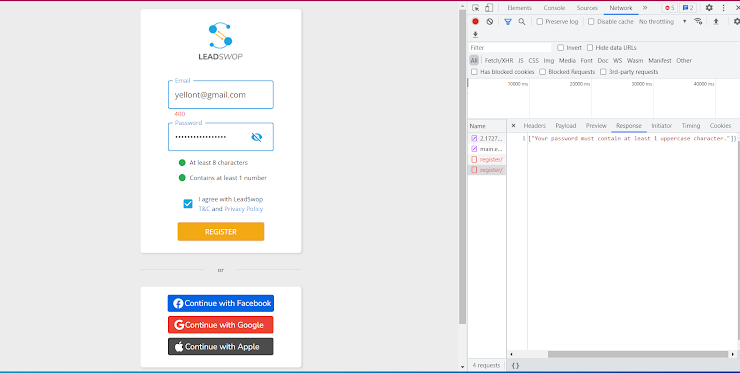 LEADSWOP
Email
yellont@gmail.com
400
Password
•••••••••••••••••
At least 8 characters
Contains at least 1 number
I agree with LeadSwop
T&C and Privacy Policy
REGISTER
or
Continue with Facebook
Continue with Google
Continue with Apple
Elements Console Sources Network » 5 2
Preserve log Disable cache No throttling
Filter Invert Hide data URLs
All Fetch/XHR JS CSS Img Media Font Doc WS Wasm Manifest Other
Has blocked cookies Blocked Requests 3rd-party requests
10000 ms 20000 ms 30000 ms 40000 ms
Name × Headers Payload Preview Response Initiator Timing Cookies
2.1727... 1 ["Your password must contain at least 1 uppercase character."]}
main.e...
register/
register/
4 requests {}